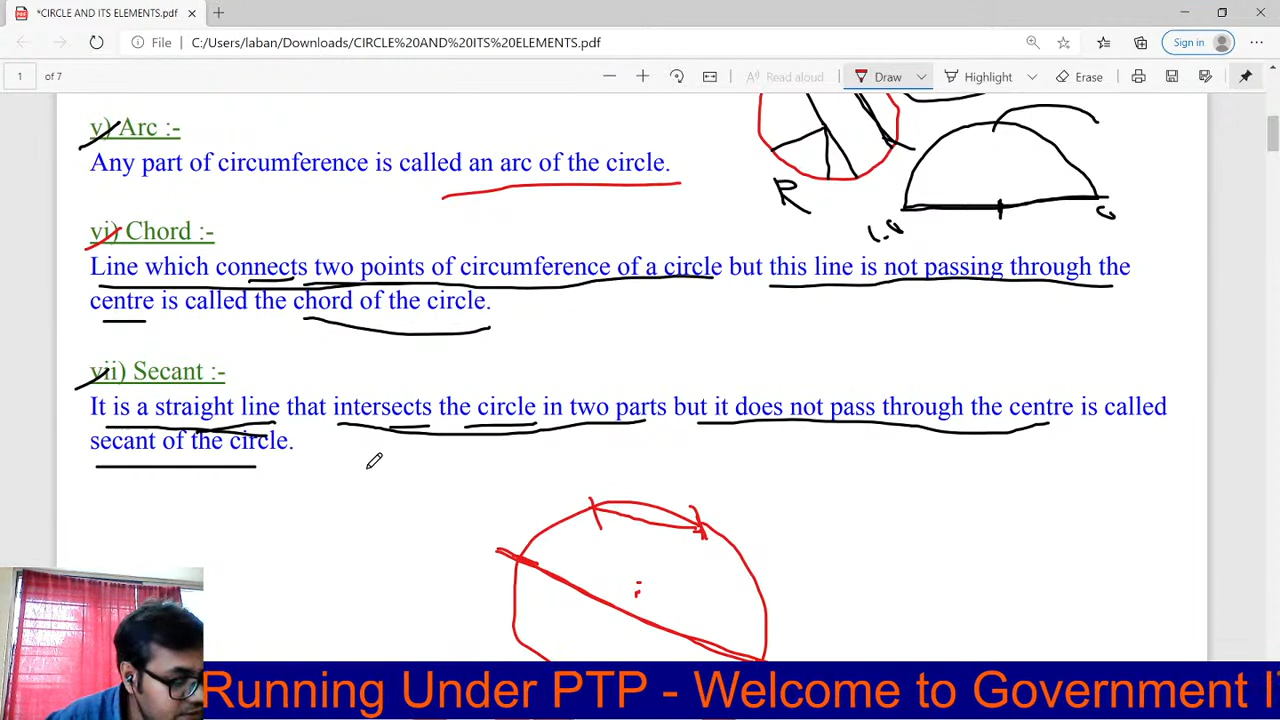 *CIRCLE AND ITS ELEMENTS.pdf
File C:/Users/laban/Downloads/CIRCLE%20AND%20ITS%20ELEMENTS.pdf Sign in
1 of 7 Read aloud Draw Highlight Erase
v) Arc :-
Any part of circumference is called an arc of the circle.
R
vi) Chord :-
Line which connects two points of circumference of a circle but this line is not passing through the
centre is called the chord of the circle.
vii) Secant :-
It is a straight line that intersects the circle in two parts but it does not pass through the centre is called
secant of the circle.
Running Under PTP - Welcome to Government I